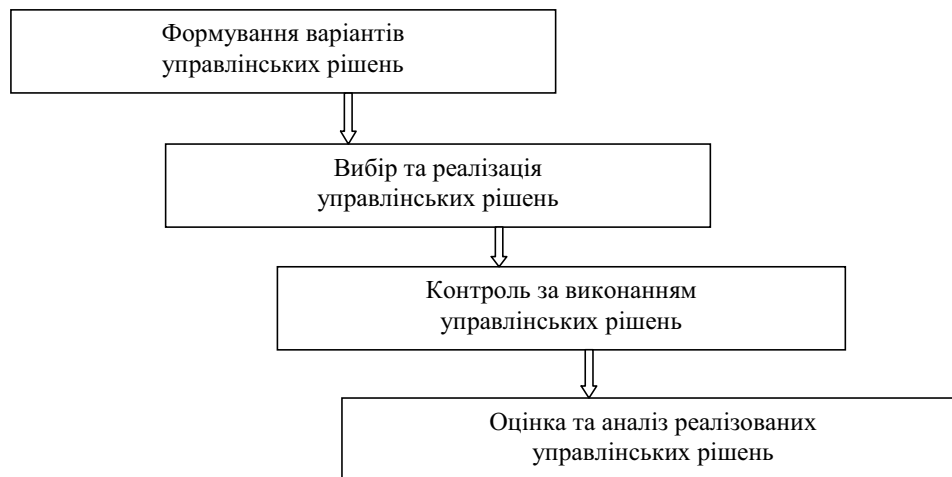 Формування варіантів
управлінських рішень
Вибір та реалізація
управлінських рішень
Контроль за виконанням
управлінських рішень
Оцінка та аналіз реалізованих
управлінських рішень